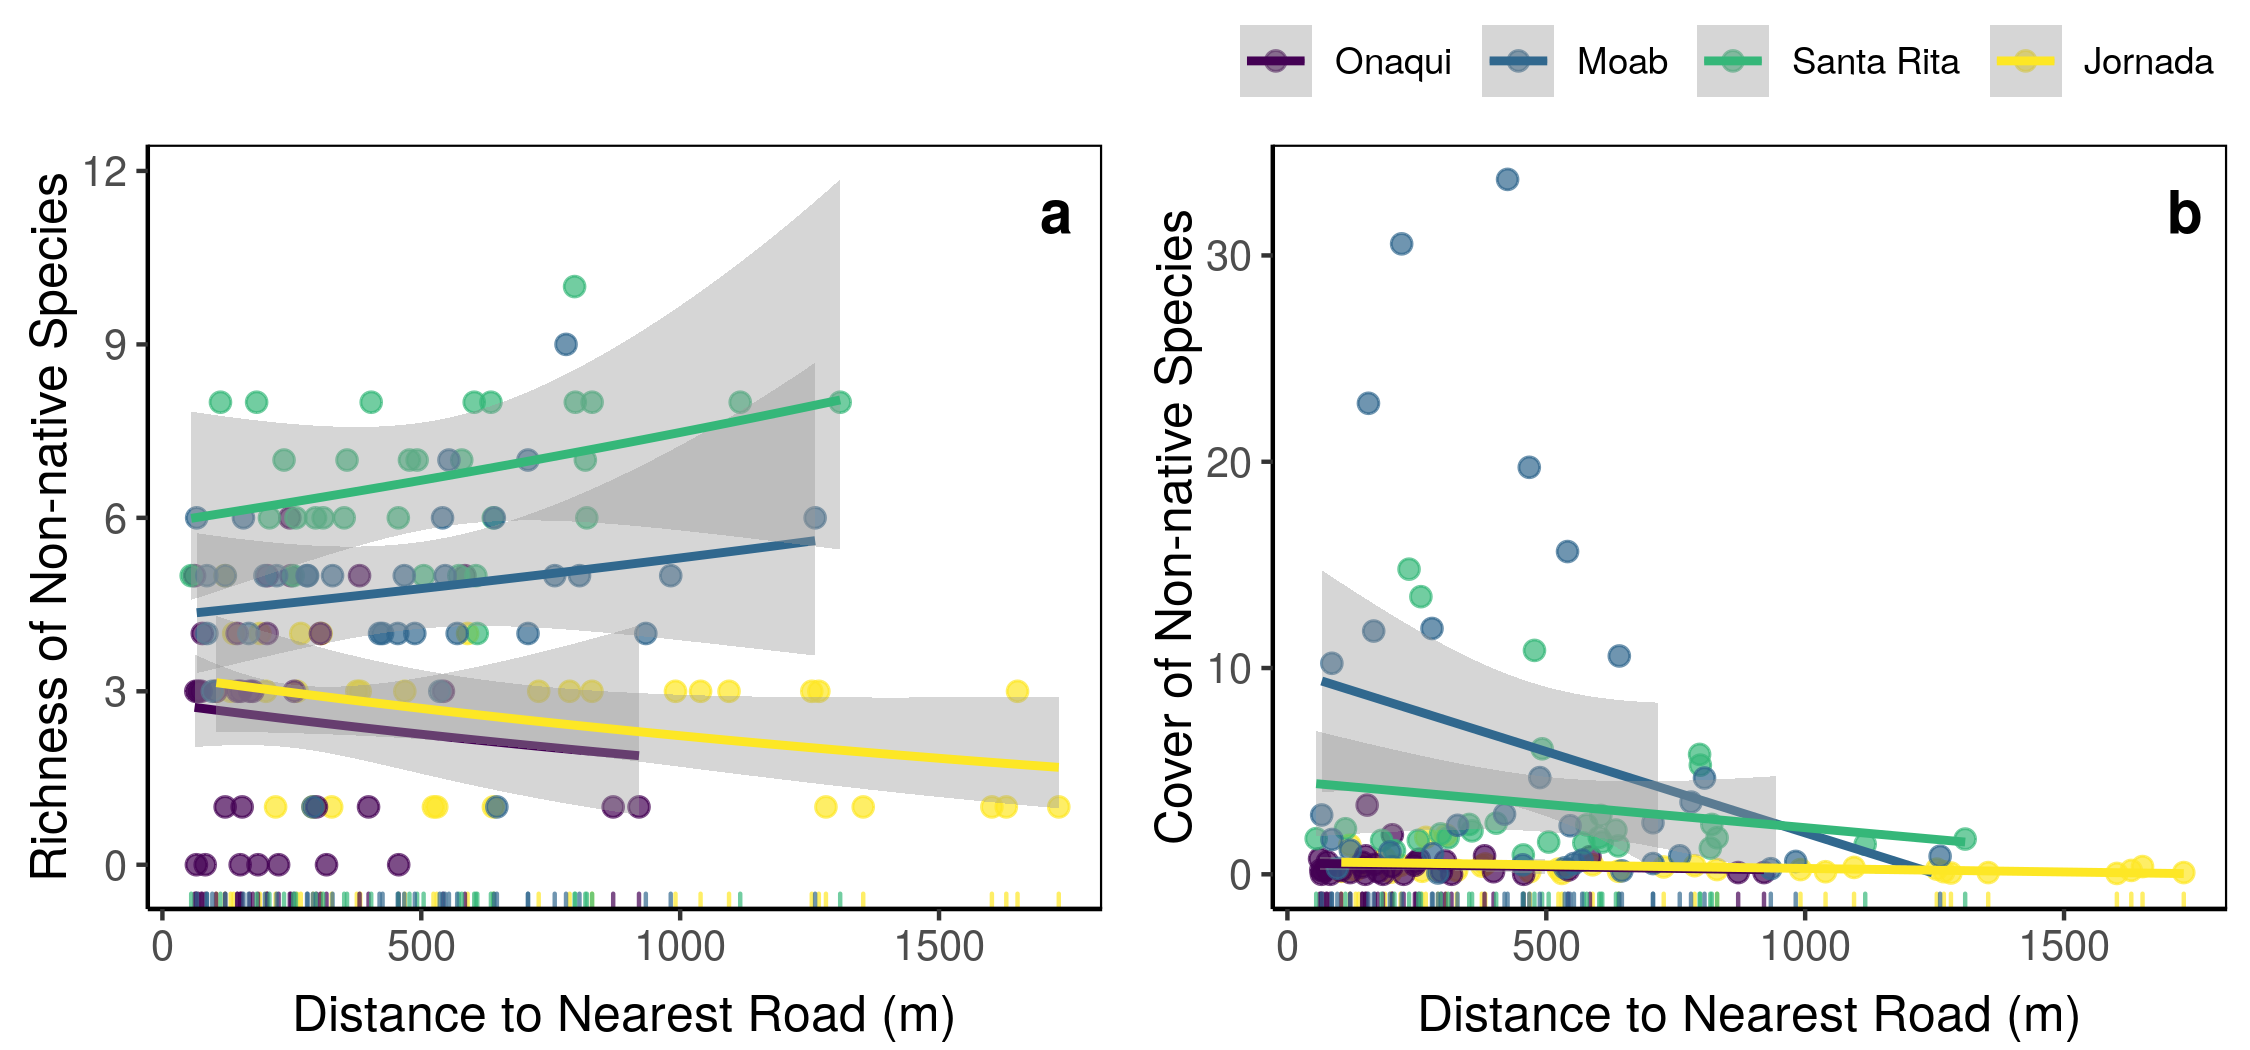 Onaqui Moab Santa Rita Jornada
a
b
Richness of Non-native Species
12
9
6
3
0
0 500 1000 1500
Distance to Nearest Road (m)
Cover of Non-native Species
30
20
10
0
0 500 1000 1500
Distance to Nearest Road (m)